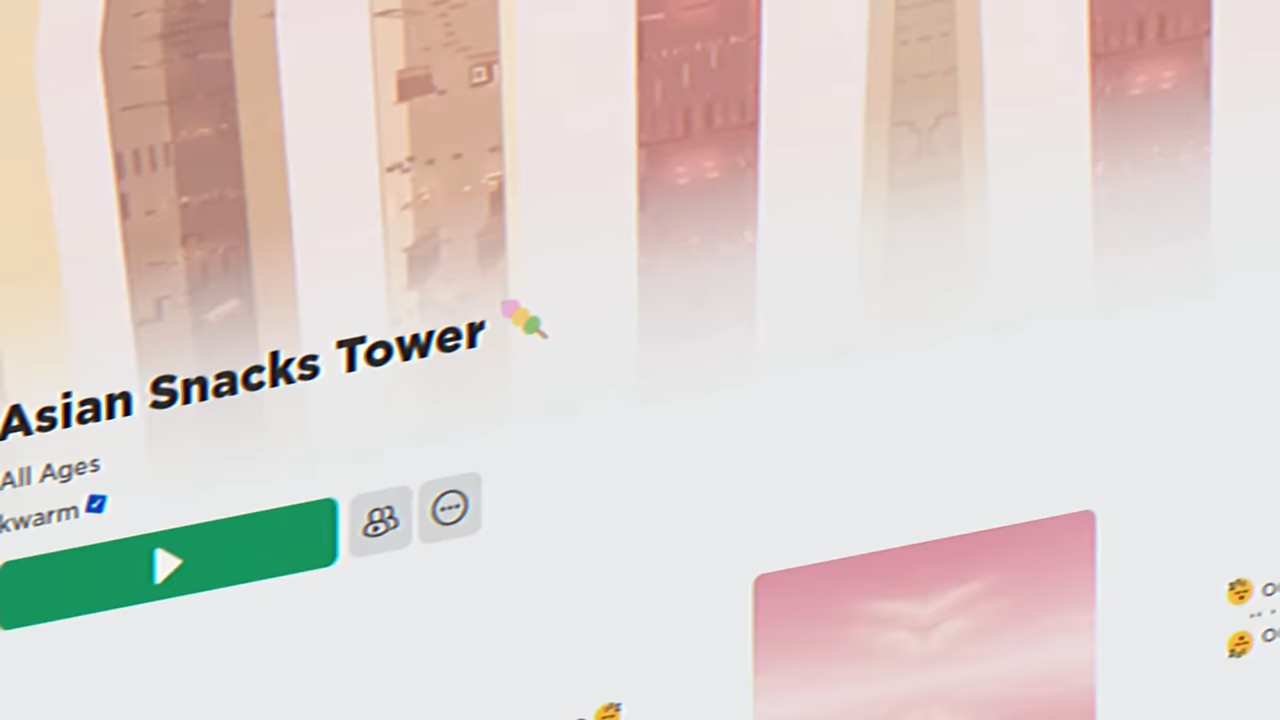 Asian Snacks Tower 🍡
All Ages
kwarm